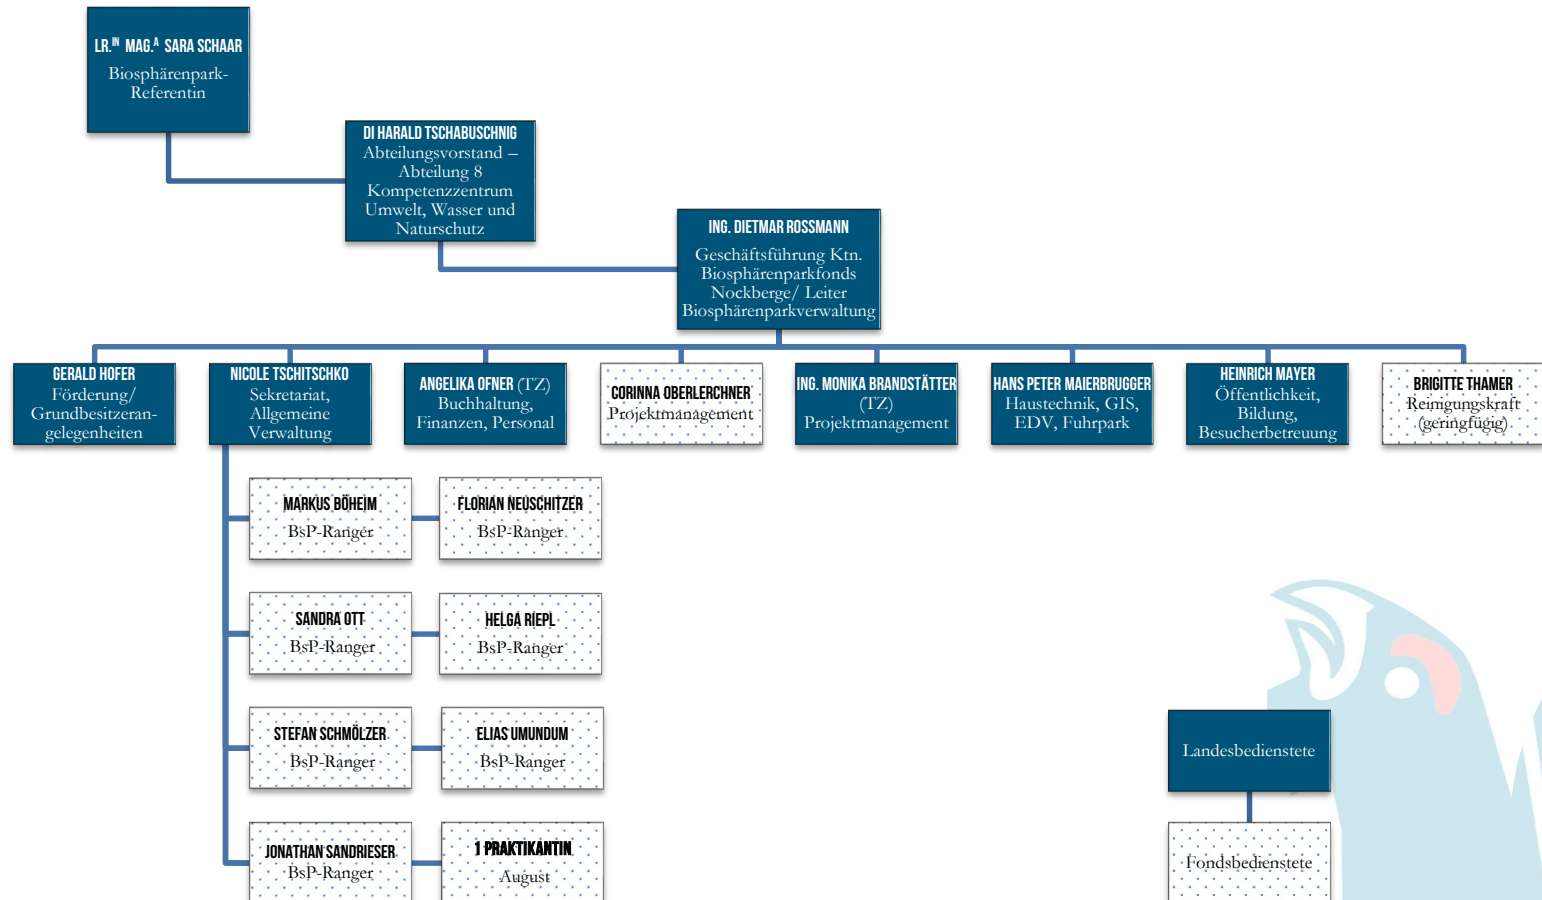 LR.IN MAG.A SARA SCHAAR
Biosphärenpark-
Referentin
DI HARALD TSCHABUSCHNIG
Abteilungsvorstand –
Abteilung 8
Kompetenzzentrum
Umwelt, Wasser und
Naturschutz
ING. DIETMAR ROSSMANN
Geschäftsführung Ktn.
Biosphärenparkfonds
Nockberge/ Leiter
Biosphärenparkverwaltung
GERALD HOFER
Förderung/
Grundbesitzeran-
gelegenheiten
NICOLE TSCHITSCHKO
Sekretariat,
Allgemeine
Verwaltung
ANGELIKA OFNER (TZ)
Buchhaltung,
Finanzen, Personal
CORINNA OBERLERCHNER
Projektmanagement
ING. MONIKA BRANDSTÄTTER
(TZ)
Projektmanagement
HANS PETER MAIERBRUGGER
Haustechnik, GIS,
EDV, Fuhrpark
HEINRICH MAYER
Öffentlichkeit,
Bildung,
Besucherbetreuung
BRIGITTE THAMER
Reinigungskraft
(geringfügig)
MARKUS BÖHEIM
BsP-Ranger
FLORIAN NEUSCHITZER
BsP-Ranger
SANDRA OTT
BsP-Ranger
HELGA RIEPL
BsP-Ranger
STEFAN SCHMÖLZER
BsP-Ranger
ELIAS UMUNDUM
BsP-Ranger
JONATHAN SANDRIESER
BsP-Ranger
1 PRAKTIKANTIN
August
Landesbedienstete
Fondsbedienstete